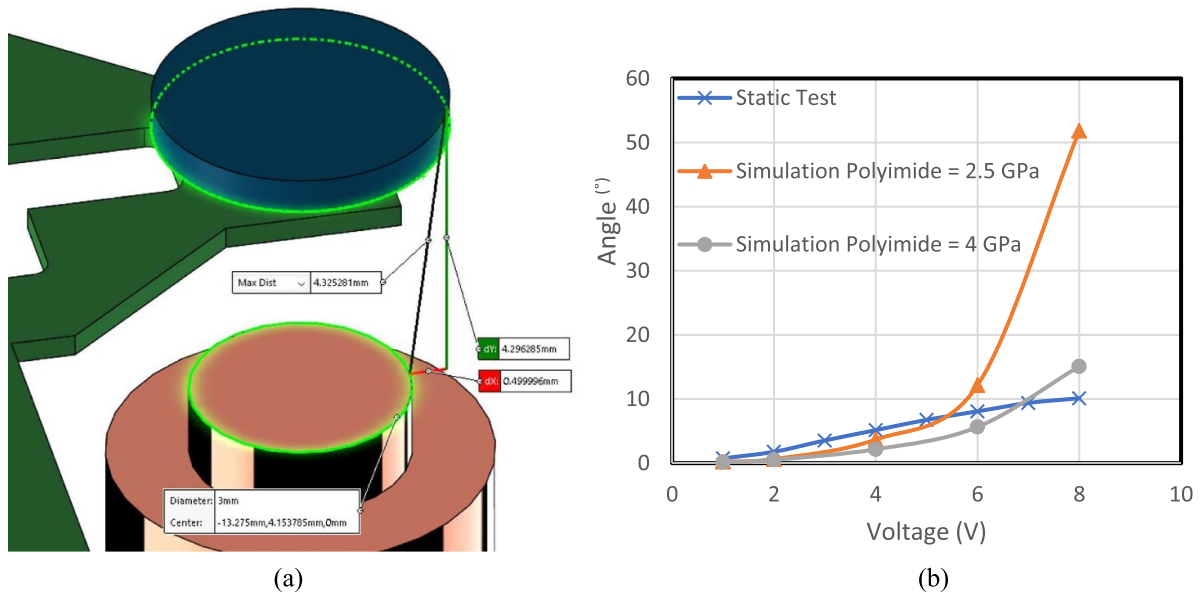 Max Dist 4.325281mm
dY: 4.296285mm
dX: 0.499996mm
Diameter: 3mm
Center: -13.275mm,4.153785mm,0mm
(a)
60
50
40
30
20
10
0
Angle (°)
Static Test
Simulation Polyimide = 2.5 GPa
Simulation Polyimide = 4 GPa
0 2 4 6 8 10
Voltage (V)
(b)